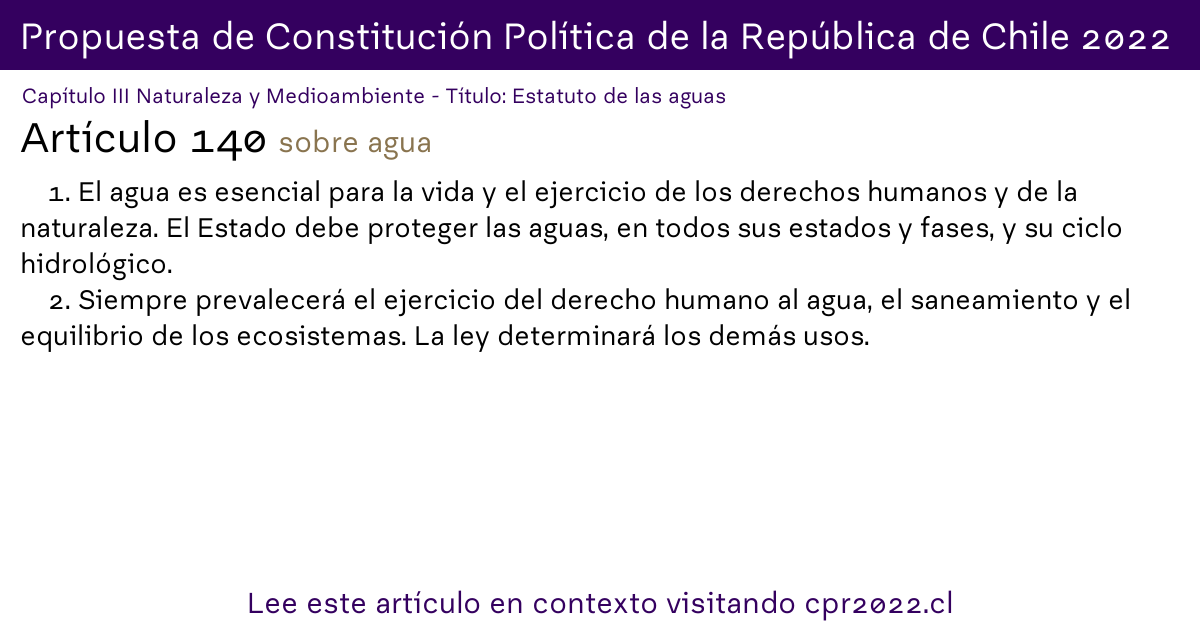 Propuesta de Constitución Política de la República de Chile 2022
Capítulo III Naturaleza y Medioambiente - Título: Estatuto de las aguas
Artículo 140 sobre agua
1. El agua es esencial para la vida y el ejercicio de los derechos humanos y de la
naturaleza. El Estado debe proteger las aguas, en todos sus estados y fases, y su ciclo
hidrológico.
2. Siempre prevalecerá el ejercicio del derecho humano al agua, el saneamiento y el
equilibrio de los ecosistemas. La ley determinará los demás usos.
Lee este artículo en contexto visitando cpr2022.cl